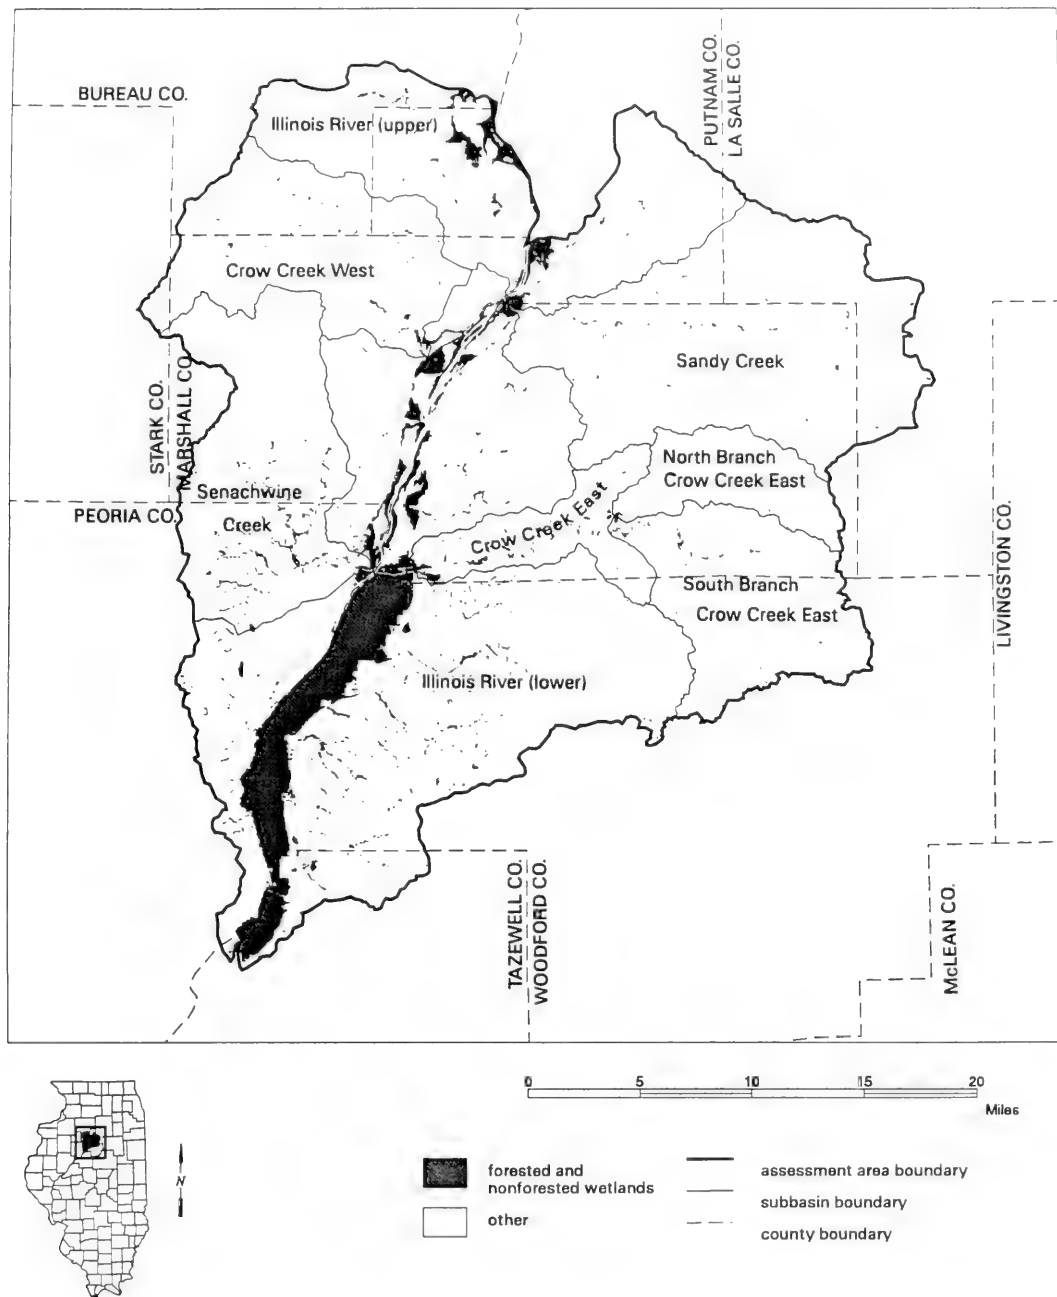 BUREAU CO.
PUTNAM CO.
LA SALLE CO.
Illinois River (upper)
Crow Creek West
Sandy Creek
STARK CO.
MARSHALL CO.
North Branch
Crow Creek East
Senachwine
Creek
PEORIA CO.
Crow Creek East
South Branch
Crow Creek East
LIVINGSTON CO.
Illinois River (lower)
TAZEWELL CO.
WOODFORD CO.
McLEAN CO.
0 5 10 15 20
Miles
N
forested and
nonforested wetlands
other
assessment area boundary
subbasin boundary
county boundary